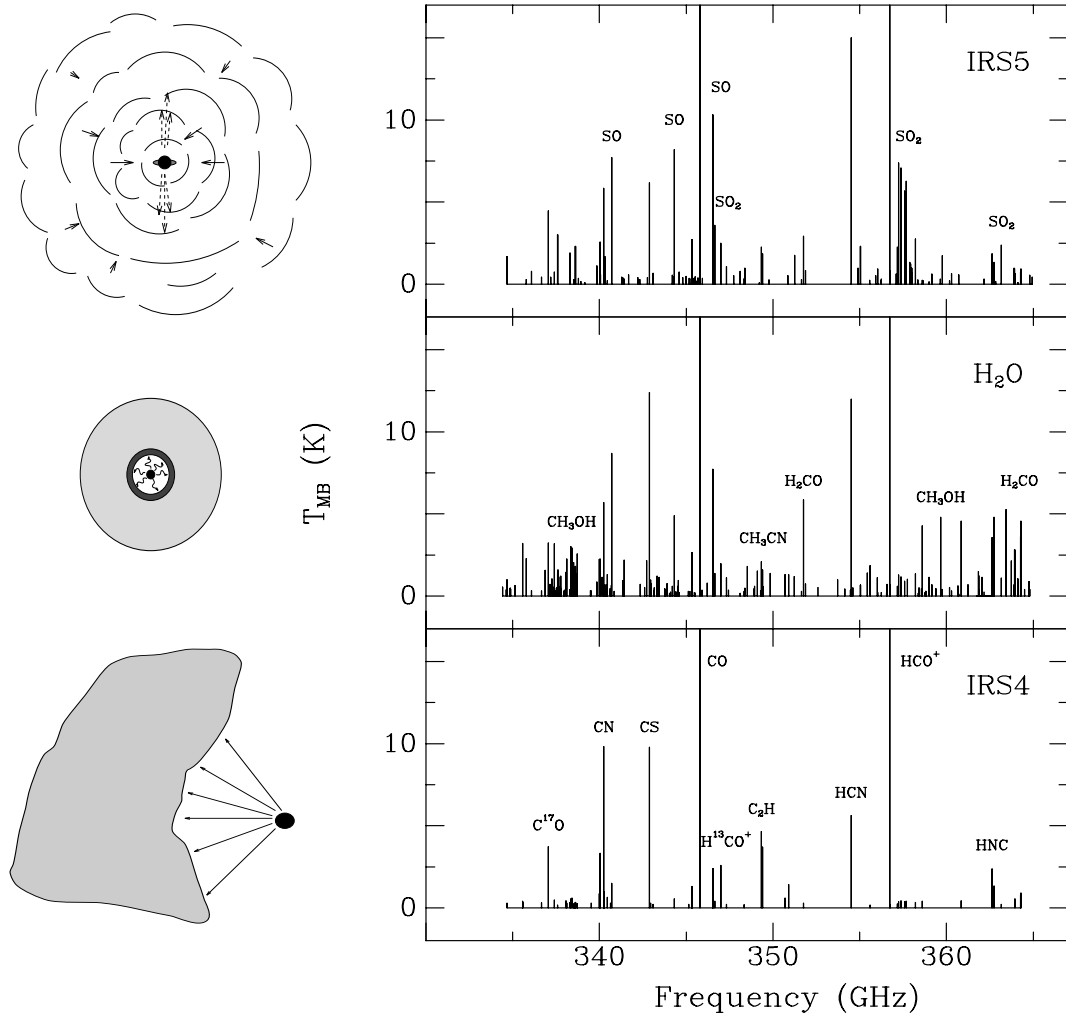 IRS5
10
0
SO
SO
SO
SO₂
SO₂
SO₂
H₂O
10
0
CH₃OH
CH₃CN
H₂CO
CH₃OH
H₂CO
T_MB (K)
IRS4
10
0
C¹⁷O
CN
CS
CO
H¹³CO⁺
C₂H
HCN
HCO⁺
HNC
340
350
360
Frequency (GHz)